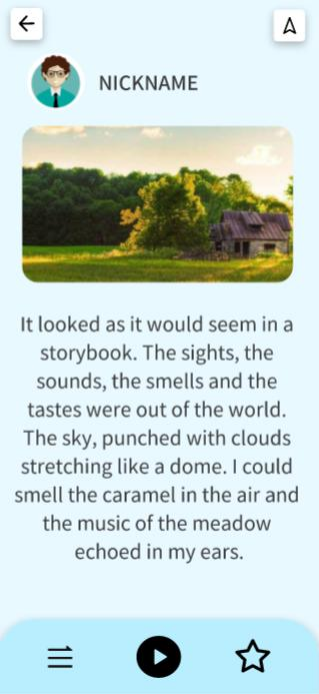 NICKNAME
It looked as it would seem in a
storybook. The sights, the
sounds, the smells and the
tastes were out of the world.
The sky, punched with clouds
stretching like a dome. I could
smell the caramel in the air and
the music of the meadow
echoed in my ears.